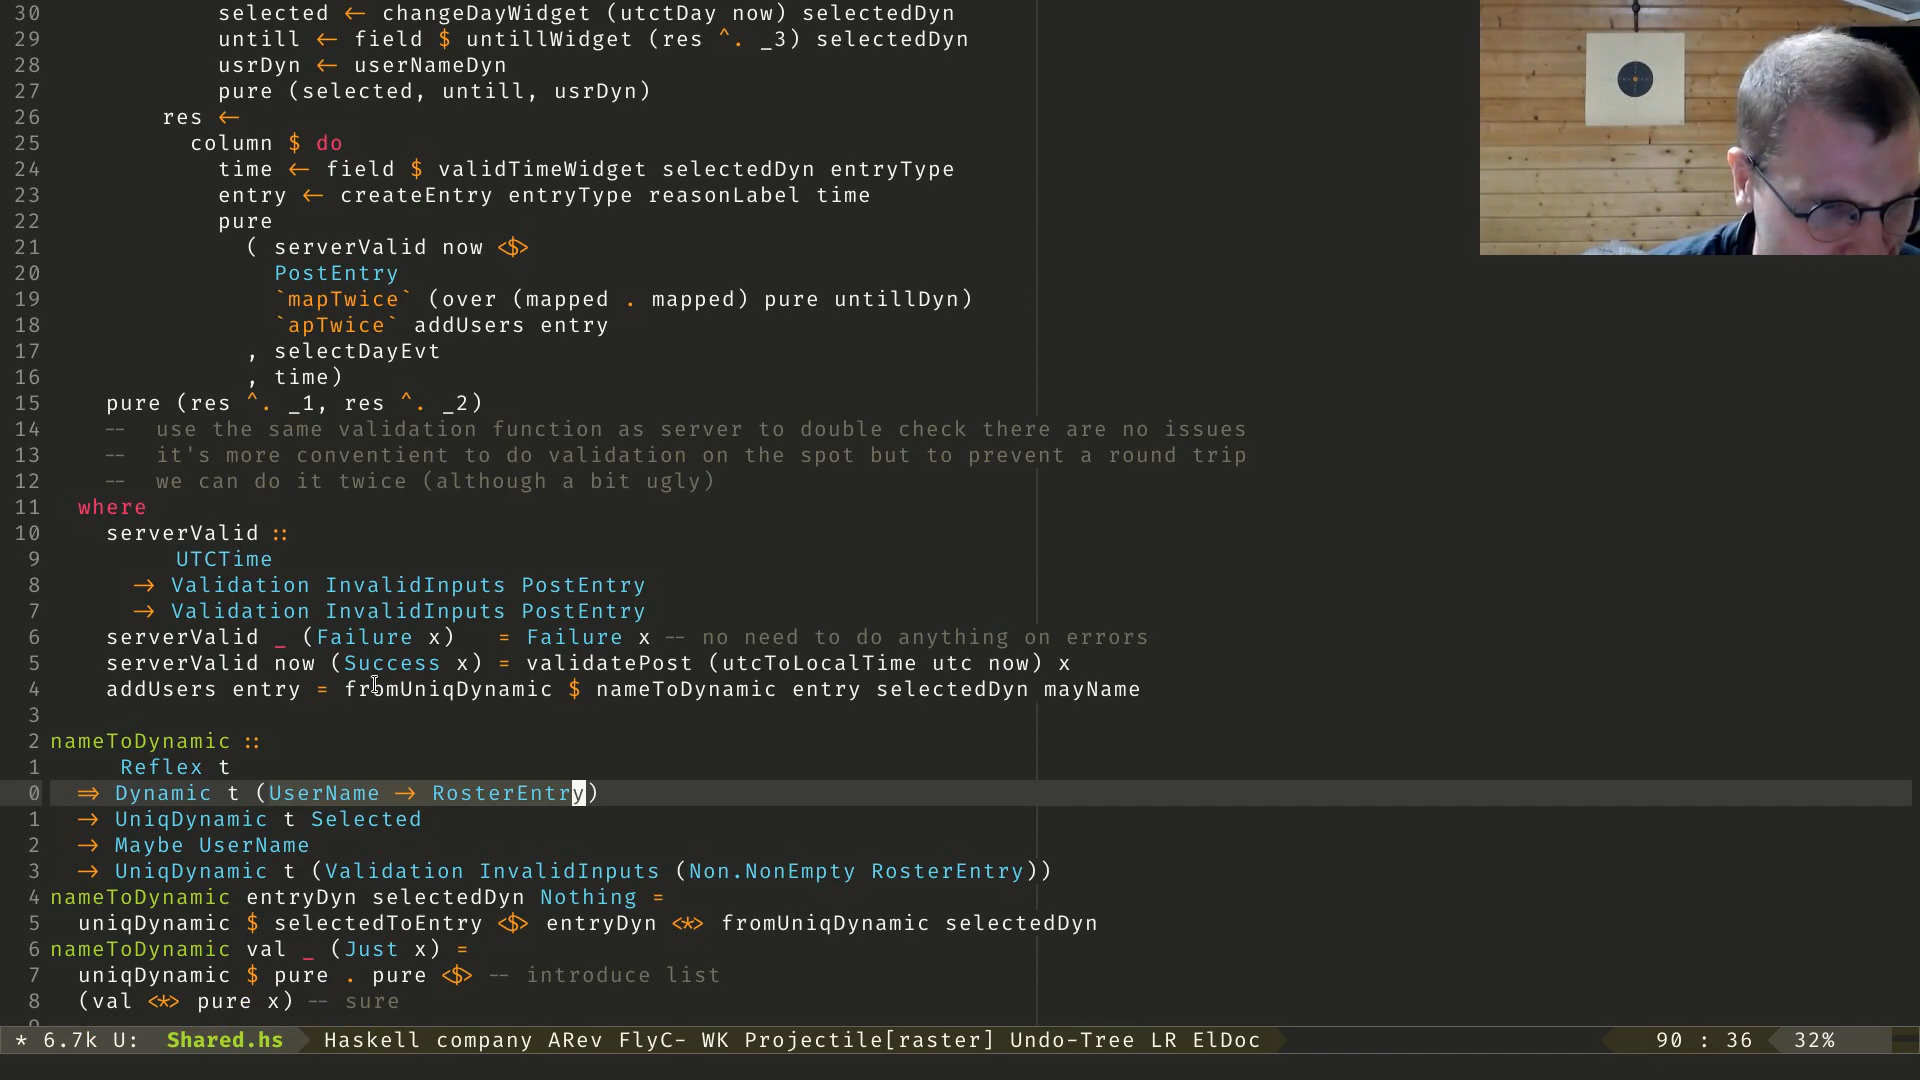 30 selected <- changeDayWidget (utctDay now) selectedDyn
29 untill <- field $ untillWidget (res ^. _3) selectedDyn
28 usrDyn <- userNameDyn
27 pure (selected, untill, usrDyn)
26 res <-
25 column $ do
24 time <- field $ validTimeWidget selectedDyn entryType
23 entry <- createEntry entryType reasonLabel time
22 pure
21 ( serverValid now <$>
20 PostEntry
19 `mapTwice` (over (mapped . mapped) pure untillDyn)
18 `apTwice` addUsers entry
17 , selectDayEvt
16 , time)
15 pure (res ^. _1, res ^. _2)
14 -- use the same validation function as server to double check there are no issues
13 -- it's more conventient to do validation on the spot but to prevent a round trip
12 -- we can do it twice (although a bit ugly)
11 where
10 serverValid ::
9 UTCTime
8 -> Validation InvalidInputs PostEntry
7 -> Validation InvalidInputs PostEntry
6 serverValid _ (Failure x) = Failure x -- no need to do anything on errors
5 serverValid now (Success x) = validatePost (utcToLocalTime utc now) x
4 addUsers entry = fromUniqDynamic $ nameToDynamic entry selectedDyn mayName
3
2 nameToDynamic ::
1 Reflex t
0 => Dynamic t (UserName -> RosterEntry)
1 -> UniqDynamic t Selected
2 -> Maybe UserName
3 -> UniqDynamic t (Validation InvalidInputs (Non.NonEmpty RosterEntry))
4 nameToDynamic entryDyn selectedDyn Nothing =
5 uniqDynamic $ selectedToEntry <$> entryDyn <*> fromUniqDynamic selectedDyn
6 nameToDynamic val _ (Just x) =
7 uniqDynamic $ pure . pure <$> -- introduce list
8 (val <*> pure x) -- sure
* 6.7k U: Shared.hs Haskell company ARev FlyC- WK Projectile[raster] Undo-Tree LR ElDoc 90 : 36 32%